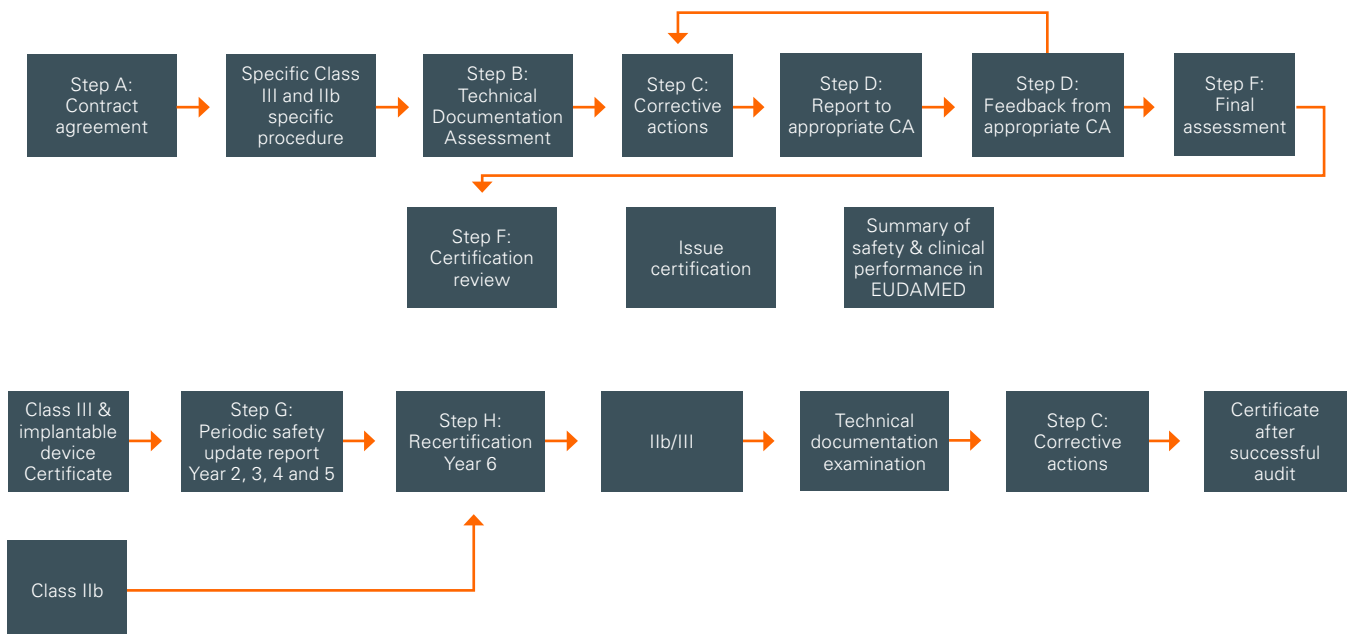 Step A:
Contract
agreement
Specific Class
III and IIb
specific
procedure
Step B:
Technical
Documentation
Assessment
Step C:
Corrective
actions
Step D:
Report to
appropriate CA
Step D:
Feedback from
appropriate CA
Step F:
Final
assessment
Step F:
Certification
review
Issue
certification
Summary of
safety & clinical
performance in
EUDAMED
Class III &
implantable
device
Certificate
Step G:
Periodic safety
update report
Year 2, 3, 4 and 5
Step H:
Recertification
Year 6
IIb/III
Technical
documentation
examination
Step C:
Corrective
actions
Certificate
after
successful
audit
Class IIb